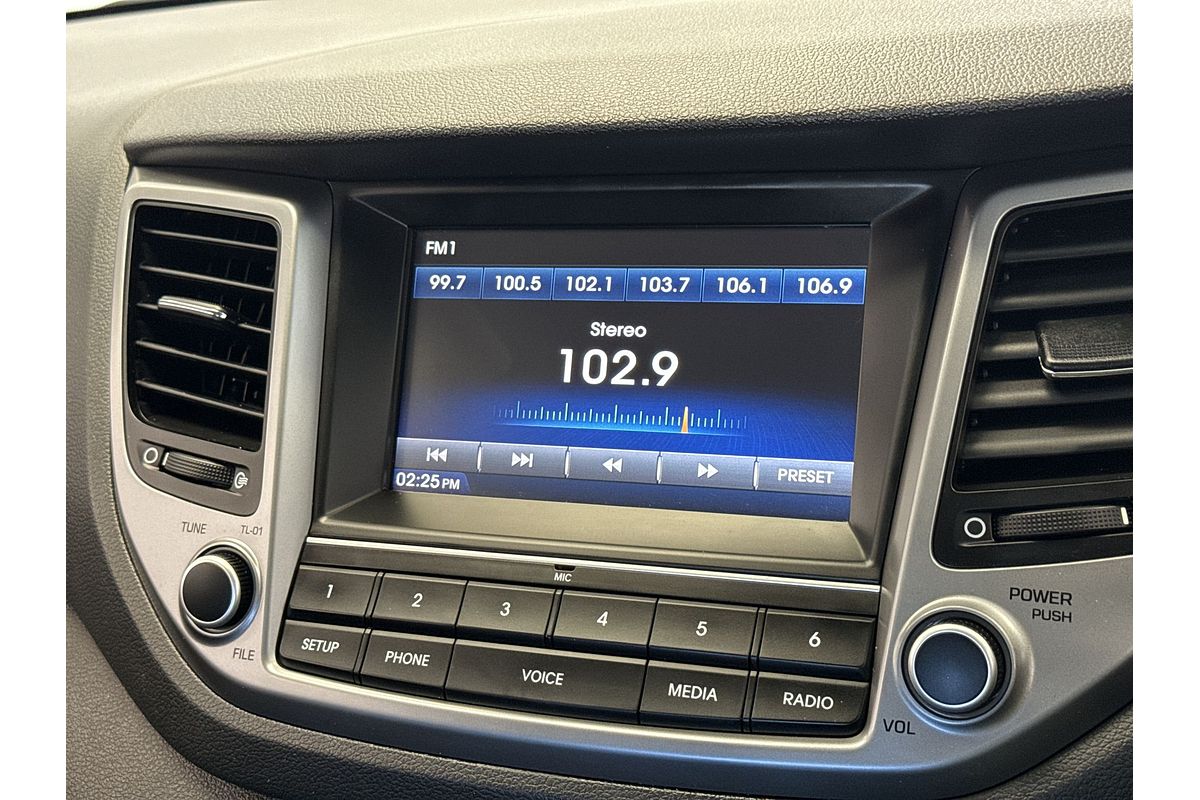 FM1
99.7 100.5 102.1 103.7 106.1 106.9
Stereo
102.9
PRESET
02:25 PM
TUNE TL-01
FILE
MIC
1 2 3 4 5 6
SETUP PHONE VOICE MEDIA RADIO
POWER
PUSH
VOL